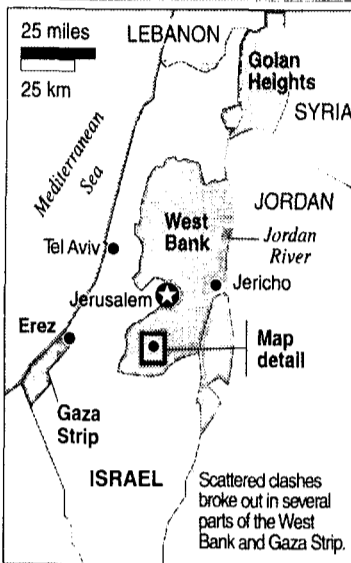 25 miles
25 km
LEBANON
Golan
Heights
SYRIA
Mediterranean
Sea
JORDAN
West
Bank
Jordan
River
Tel Aviv
Jericho
Jerusalem
Erez
Map
detail
Gaza
Strip
ISRAEL
Scattered clashes
broke out in several
parts of the West
Bank and Gaza Strip.